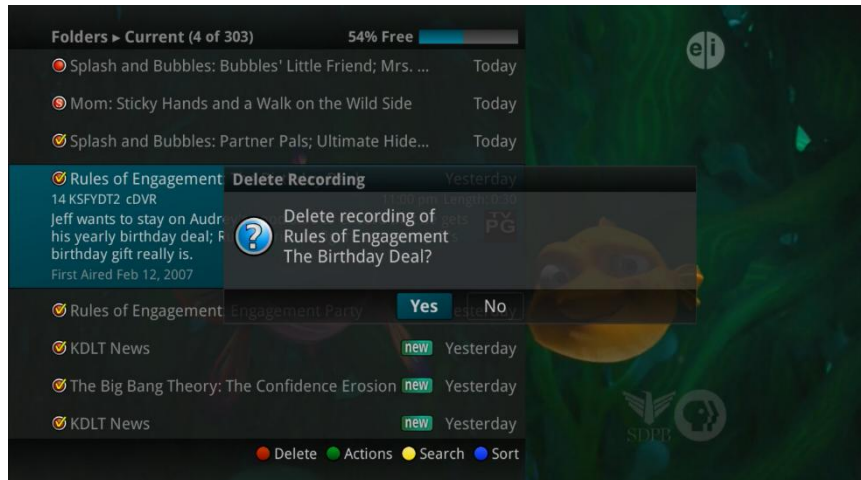 Folders ▸ Current (4 of 303) 54% Free
Splash and Bubbles: Bubbles' Little Friend; Mrs. ... Today
Mom: Sticky Hands and a Walk on the Wild Side Today
Splash and Bubbles: Partner Pals; Ultimate Hide... Today
Rules of Engagement: Yesterday
14 KSFYDT2 cDVR 11:00 pm Length: 0:30
Jeff wants to stay on gets
his yearly birthday deal;
birthday gift really is.
First Aired Feb 12, 2007
TV
PG
Delete Recording
Delete recording of
Rules of Engagement
The Birthday Deal?
Yes No
Rules of Engagement: Engagement Party Yesterday
KDLT News new Yesterday
The Big Bang Theory: The Confidence Erosion new Yesterday
KDLT News new Yesterday
Delete Actions Search Sort
e/i
SDPB